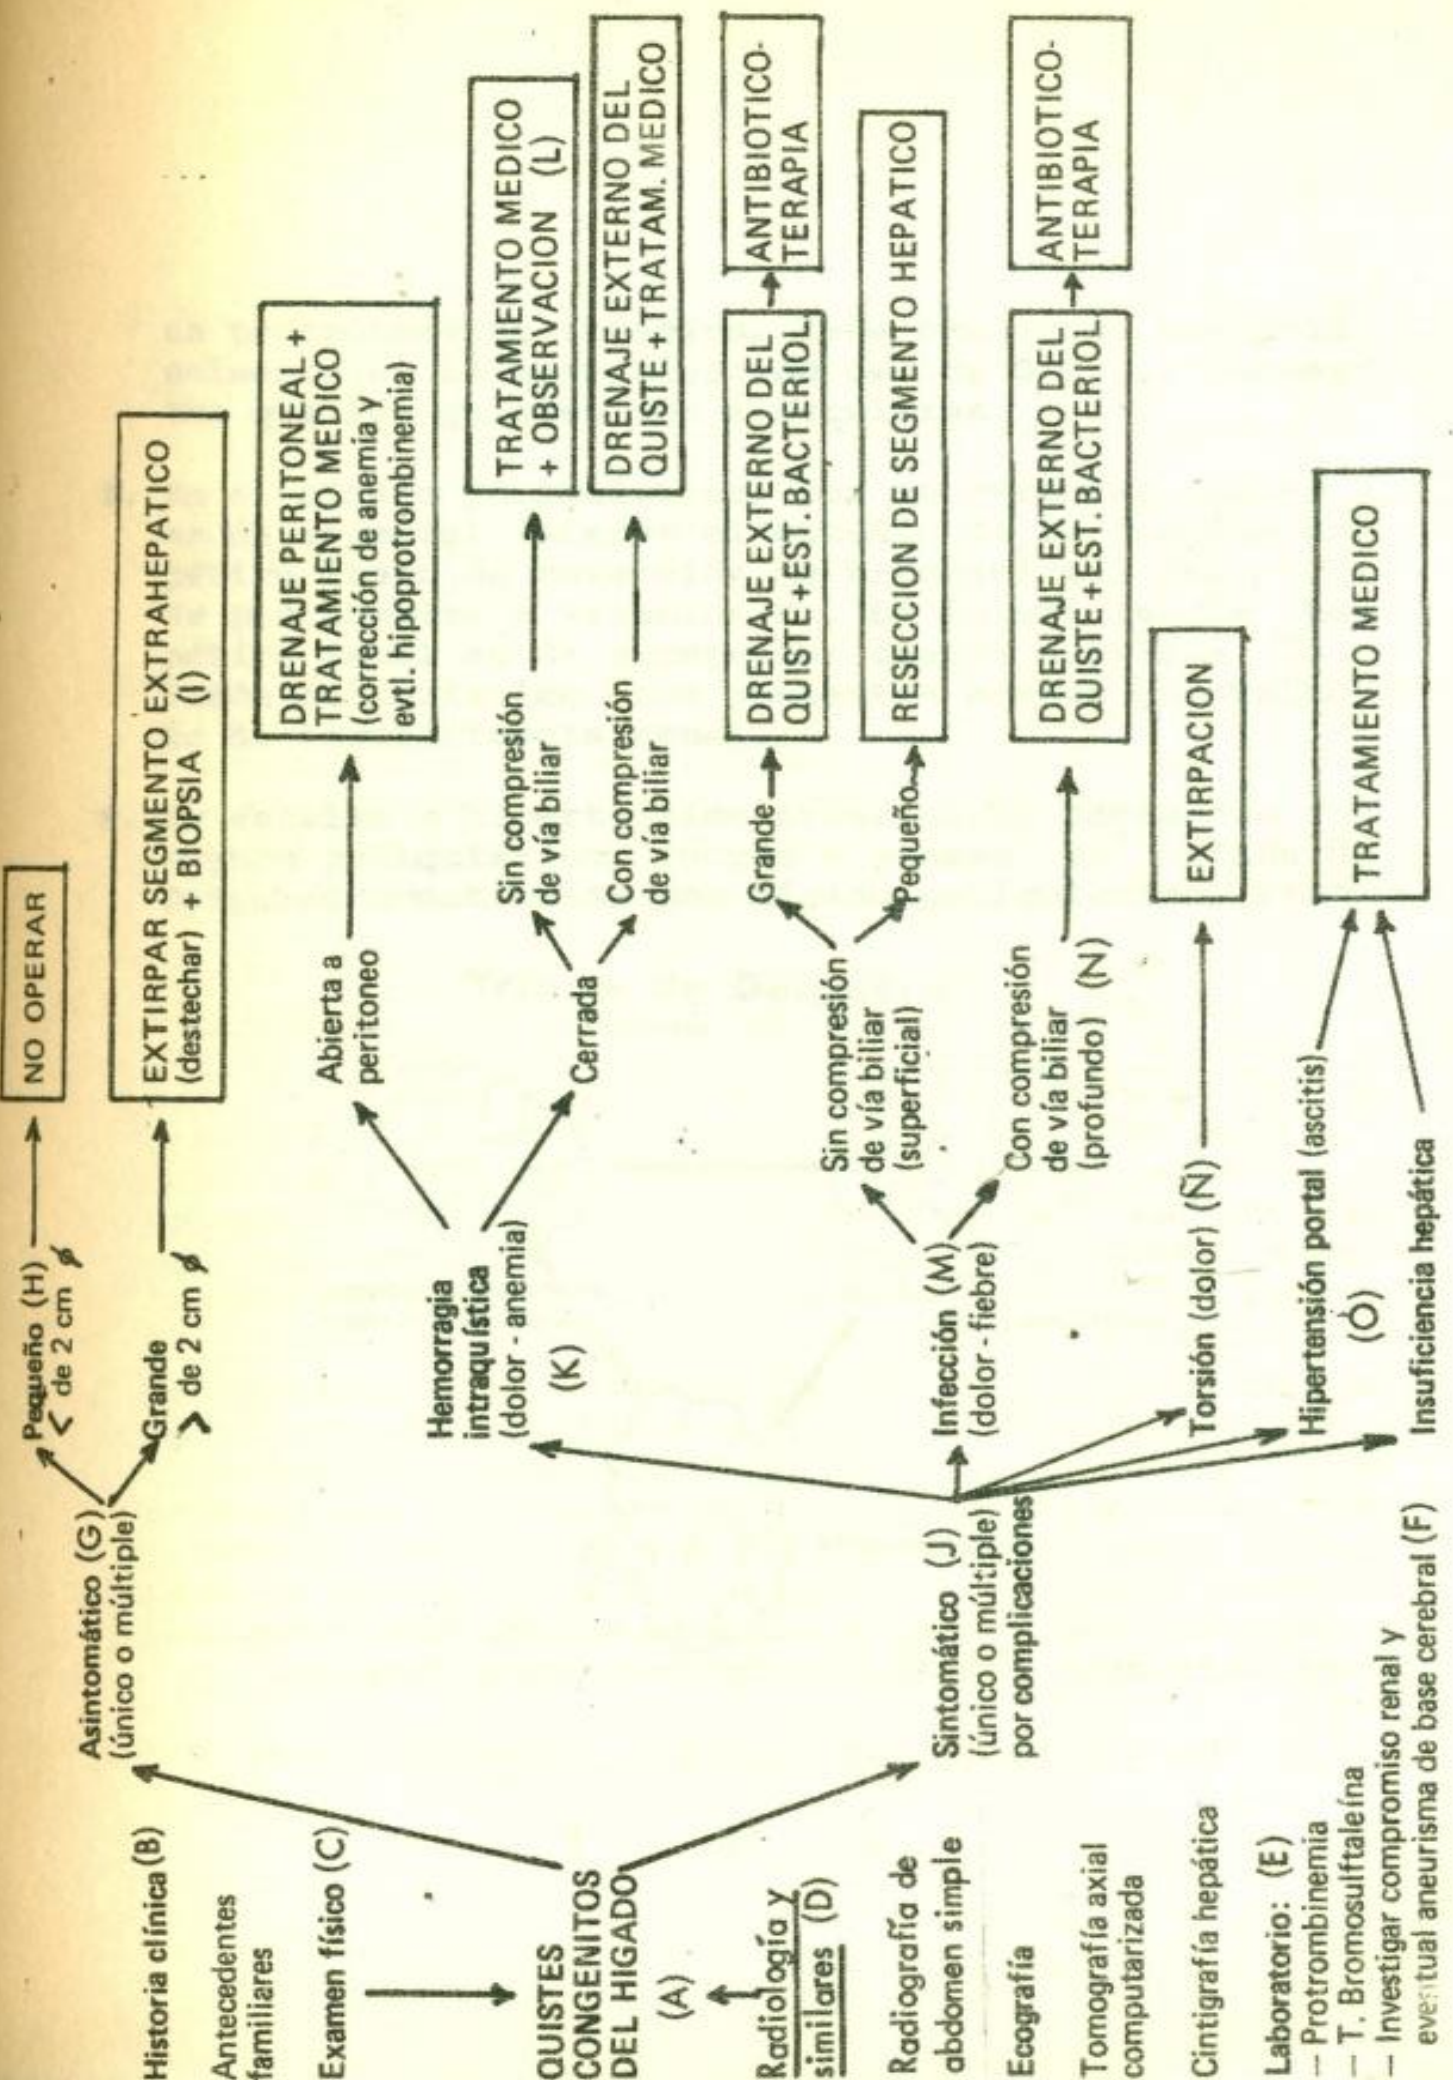 Historia clínica (B)
Antecedentes
familiares
Examen físico (C)
QUISTES
CONGENITOS
DEL HIGADO
(A)
Radiología y
similares (D)
Radiografía de
abdomen simple
Ecografía
Tomografía axial
computarizada
Cintigrafía hepática
Laboratorio: (E)
— Protrombinemia
— T. Bromosulftaleína
— Investigar compromiso renal y
eventual aneurisma de base cerebral (F)
Asintomático (G)
(único o múltiple)
Pequeño (H)
< de 2 cm ∅
NO OPERAR
Grande
> de 2 cm ∅
EXTIRPAR SEGMENTO EXTRAHEPATICO
(destechar) + BIOPSIA (I)
Sintomático (J)
(único o múltiple)
por complicaciones
Hemorragia
intraquística
(dolor - anemia)
(K)
Abierta a
peritoneo
DRENAJE PERITONEAL +
TRATAMIENTO MEDICO
(corrección de anemia y
evtl. hipoprotrombinemia)
Cerrada
Sin compresión
de vía biliar
TRATAMIENTO MEDICO
+ OBSERVACION (L)
Con compresión
de vía biliar
DRENAJE EXTERNO DEL
QUISTE + TRATAM. MEDICO
Infección (M)
(dolor - fiebre)
Sin compresión
de vía biliar
(superficial)
Grande
DRENAJE EXTERNO DEL
QUISTE + EST. BACTERIOL
ANTIBIOTICO-
TERAPIA
Pequeño
RESECCION DE SEGMENTO HEPATICO
Con compresión
de vía biliar
(profundo) (N)
DRENAJE EXTERNO DEL
QUISTE + EST. BACTERIOL
ANTIBIOTICO-
TERAPIA
Torsión (dolor) (Ñ)
EXTIRPACION
Hipertensión portal (ascitis)
(O)
Insuficiencia hepática
TRATAMIENTO MEDICO